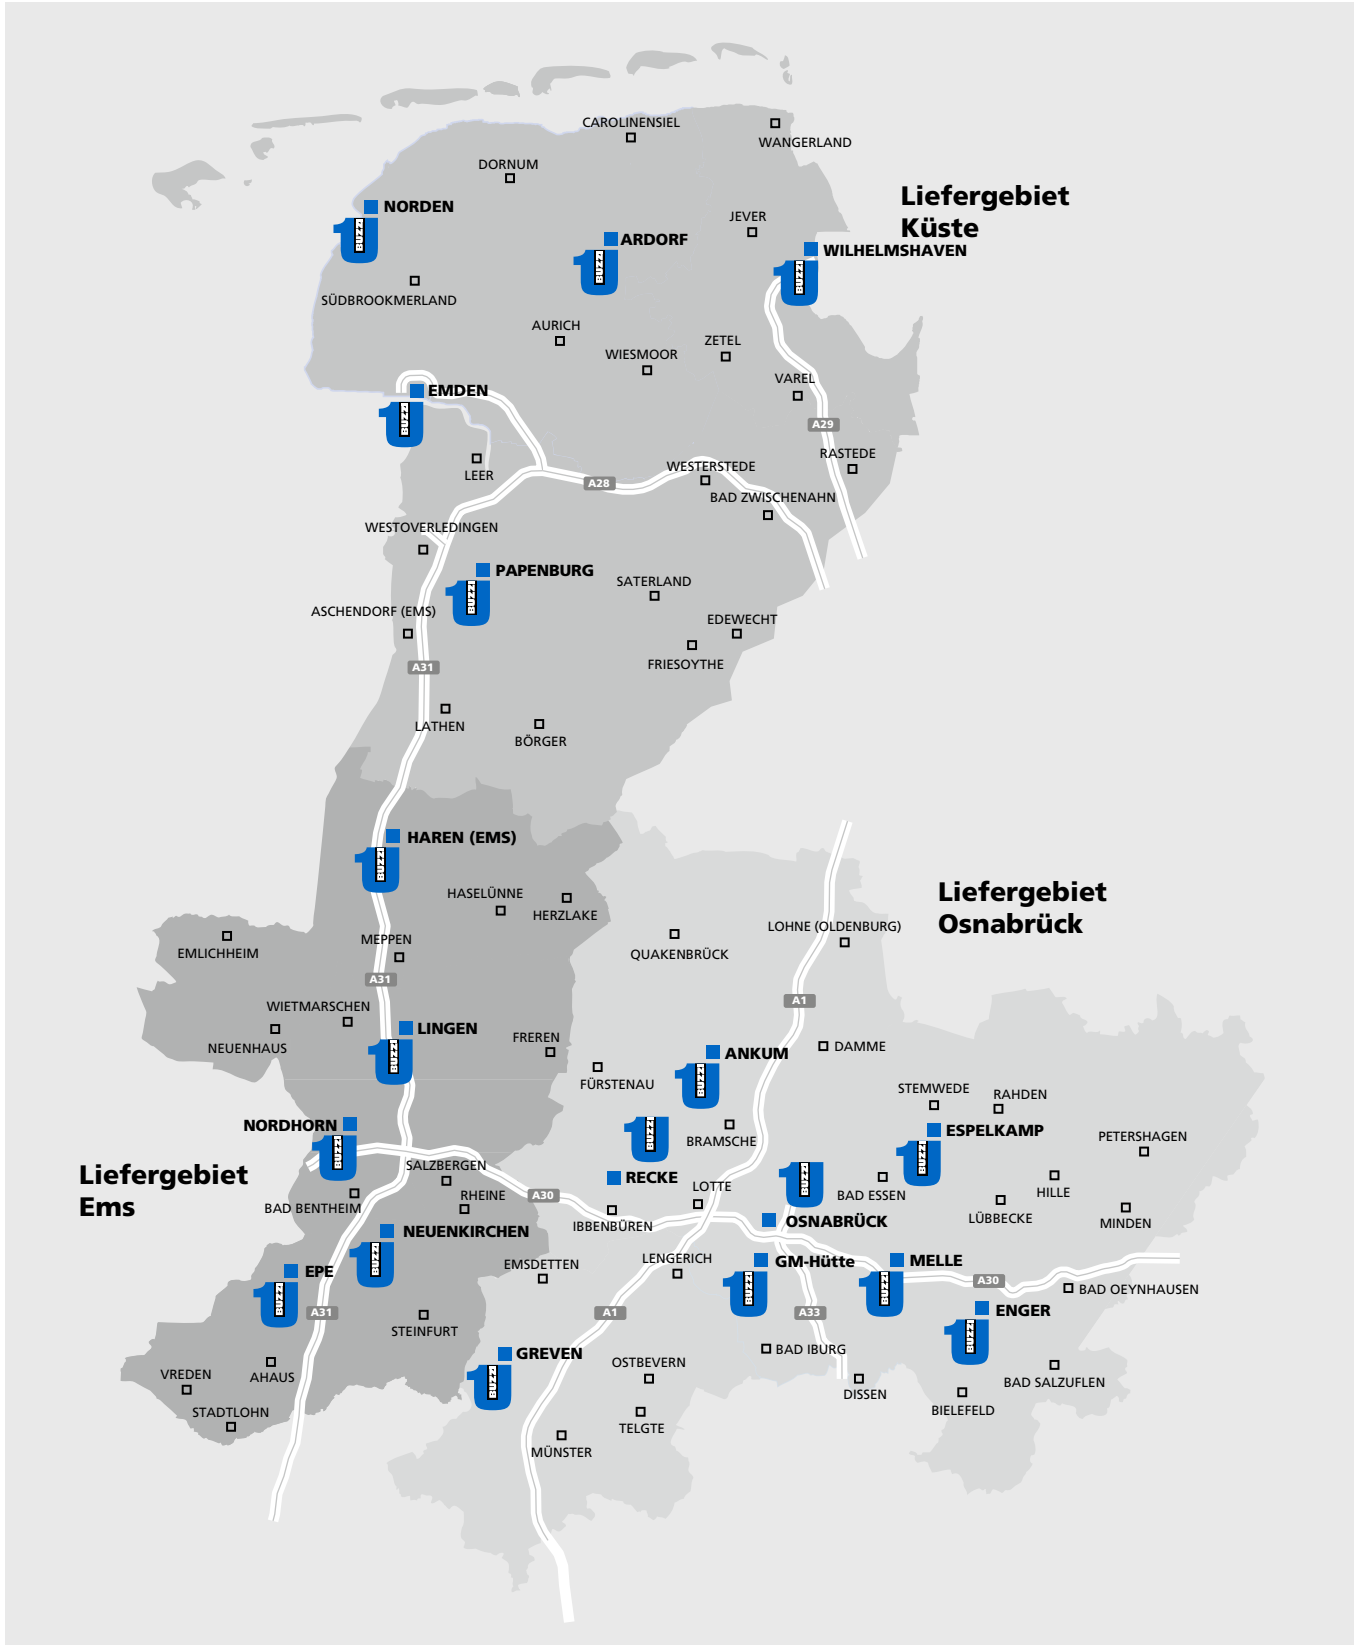 CAROLINENSIEL
WANGERLAND
DORNUM
Liefergebiet
Küste
NORDEN
JEVER
ARDORF
WILHELMSHAVEN
SÜDBROOKMERLAND
AURICH
WIESMOOR
ZETEL
VAREL
EMDEN
A29
RASTEDE
LEER
WESTERSTEDE
A28
BAD ZWISCHENAHN
WESTOVERLEDINGEN
PAPENBURG
SATERLAND
ASCHENDORF (EMS)
EDEWECHT
FRIESOYTHE
A31
LATHEN
BÖRGER
HAREN (EMS)
HASELÜNNE
HERZLAKE
Liefergebiet
Osnabrück
LOHNE (OLDENBURG)
MEPPEN
EMLICHHEIM
QUAKENBRÜCK
A31
A1
WIETMARSCHEN
LINGEN
FREREN
NEUENHAUS
DAMME
ANKUM
FÜRSTENAU
STEMWEDE
RAHDEN
NORDHORN
BRAMSCHE
ESPELKAMP
PETERSHAGEN
Liefergebiet
Ems
SALZBERGEN
RECKE
LOTTE
BAD ESSEN
HILLE
RHEINE
A30
BAD BENTHEIM
IBBENBÜREN
OSNABRÜCK
LÜBBECKE
MINDEN
NEUENKIRCHEN
EMSDETTEN
LENGERICH
GM-Hütte
MELLE
EPE
A30
BAD OEYNHAUSEN
A31
A1
A33
ENGER
STEINFURT
GREVEN
BAD IBURG
OSTBEVERN
VREDEN
AHAUS
BAD SALZUFLEN
DISSEN
STADTLOHN
BIELEFELD
TELGTE
MÜNSTER